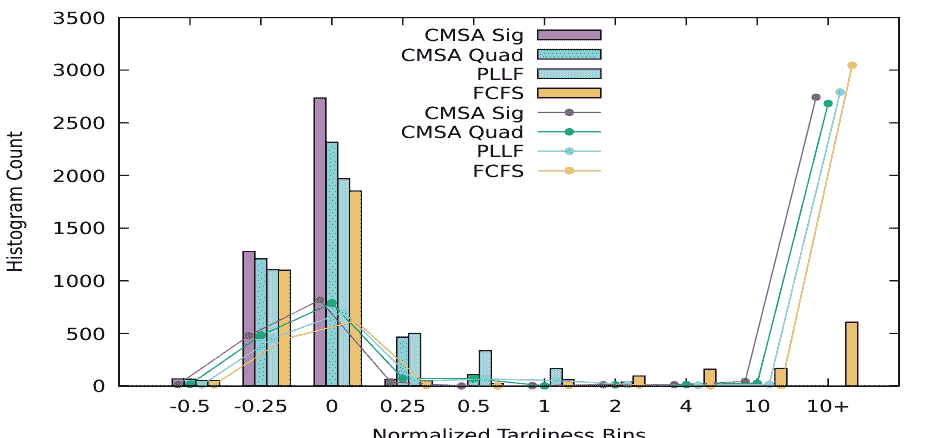 3500
3000
2500
2000
1500
1000
500
0
Histogram Count
CMSA Sig
CMSA Quad
PLLF
FCFS
CMSA Sig
CMSA Quad
PLLF
FCFS
-0.5 -0.25 0 0.25 0.5 1 2 4 10 10+
Normalized Tardiness Bins